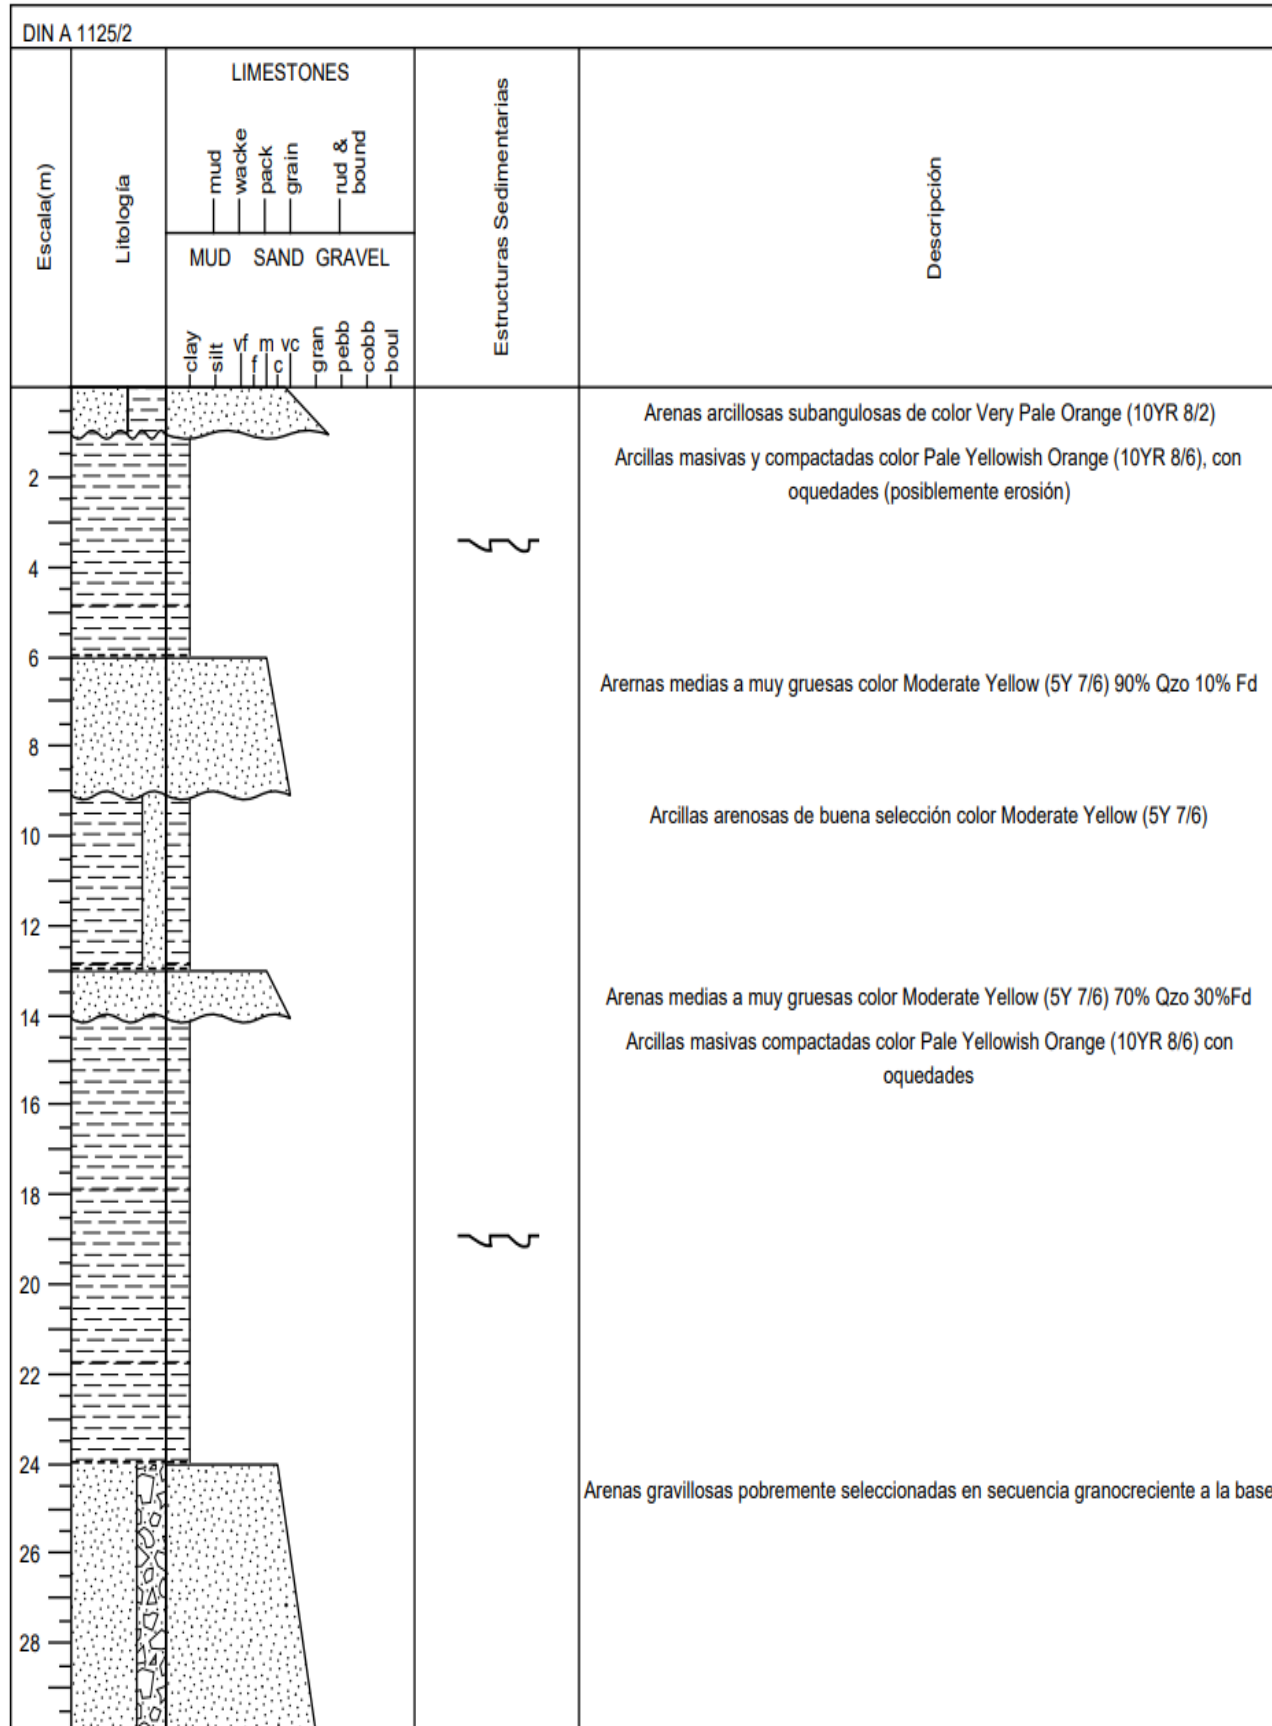 DIN A 1125/2
Escala(m)
Litología
LIMESTONES
mud
wacke
pack
grain
rud &
bound
MUD SAND GRAVEL
clay
silt
vf
f
m
c
vc
gran
pebb
cobb
boul
Estructuras Sedimentarias
Descripción
Arenas arcillosas subangulosas de color Very Pale Orange (10YR 8/2)
Arcillas masivas y compactadas color Pale Yellowish Orange (10YR 8/6), con
oquedades (posiblemente erosión)
2
4
6
Arernas medias a muy gruesas color Moderate Yellow (5Y 7/6) 90% Qzo 10% Fd
8
Arcillas arenosas de buena selección color Moderate Yellow (5Y 7/6)
10
12
Arenas medias a muy gruesas color Moderate Yellow (5Y 7/6) 70% Qzo 30%Fd
14
Arcillas masivas compactadas color Pale Yellowish Orange (10YR 8/6) con
oquedades
16
18
20
22
24
Arenas gravillosas pobremente seleccionadas en secuencia granocreciente a la base
26
28